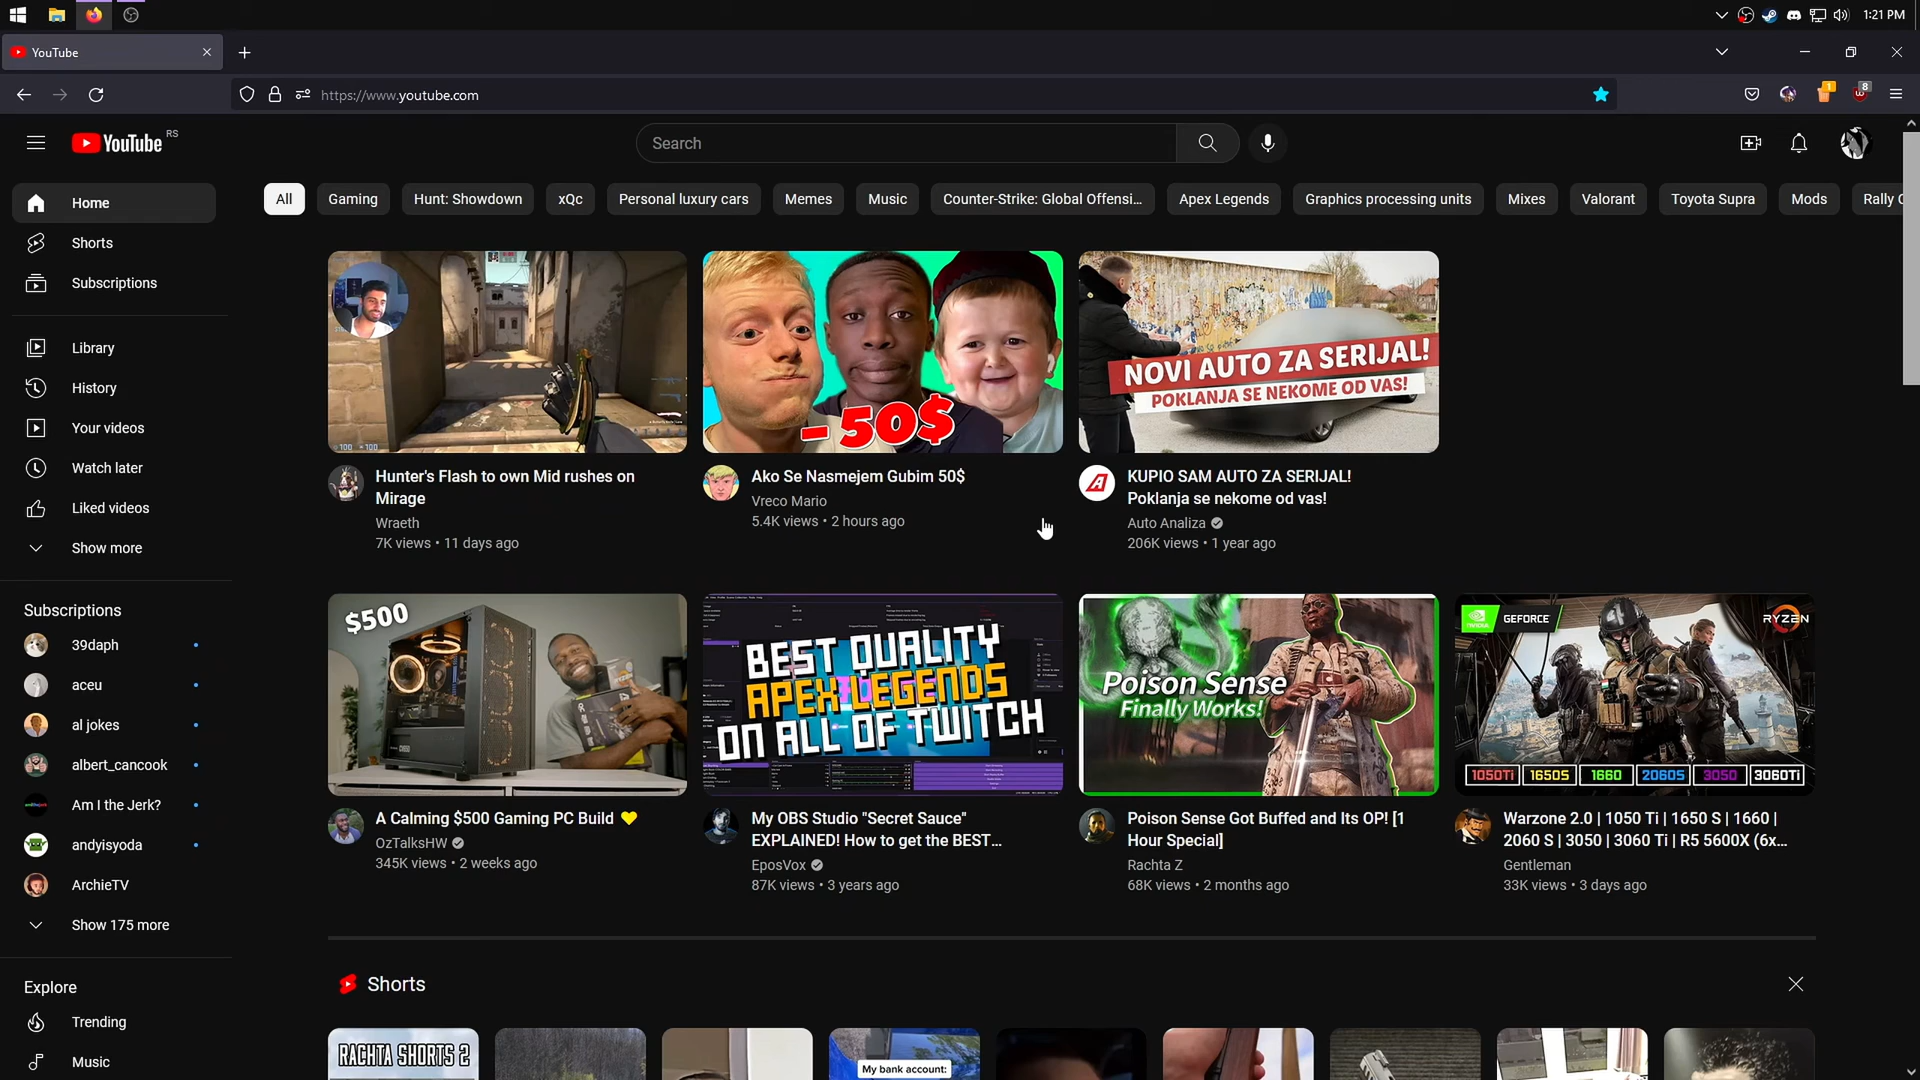 1:21 PM
YouTube
https://www.youtube.com
1
8
YouTube RS
Search
Home
Shorts
Subscriptions
Library
History
Your videos
Watch later
Liked videos
Show more
Subscriptions
39daph
aceu
al jokes
albert_cancook
Am I the Jerk?
andyisyoda
ArchieTV
Show 175 more
Explore
Trending
Music
All
Gaming
Hunt: Showdown
xQc
Personal luxury cars
Memes
Music
Counter-Strike: Global Offensi...
Apex Legends
Graphics processing units
Mixes
Valorant
Toyota Supra
Mods
Rally
Hunter's Flash to own Mid rushes on
Mirage
Wraeth
7K views • 11 days ago
- 50$
Ako Se Nasmejem Gubim 50$
Vreco Mario
5.4K views • 2 hours ago
NOVI AUTO ZA SERIJAL!
POKLANJA SE NEKOME OD VAS!
KUPIO SAM AUTO ZA SERIJAL!
Poklanja se nekome od vas!
Auto Analiza
206K views • 1 year ago
$500
A Calming $500 Gaming PC Build 💛
OzTalksHW
345K views • 2 weeks ago
BEST QUALITY
APEX LEGENDS
ON ALL OF TWITCH
My OBS Studio "Secret Sauce"
EXPLAINED! How to get the BEST...
EposVox
87K views • 3 years ago
Poison Sense
Finally Works!
Poison Sense Got Buffed and Its OP! [1
Hour Special]
Rachta Z
68K views • 2 months ago
GEFORCE
RYZEN
1050Ti 1650S 1660 2060S 3050 3060Ti
Warzone 2.0 | 1050 Ti | 1650 S | 1660 |
2060 S | 3050 | 3060 Ti | R5 5600X (6x...
Gentleman
33K views • 3 days ago
Shorts
RACHTA SHORTS 2
My bank account: